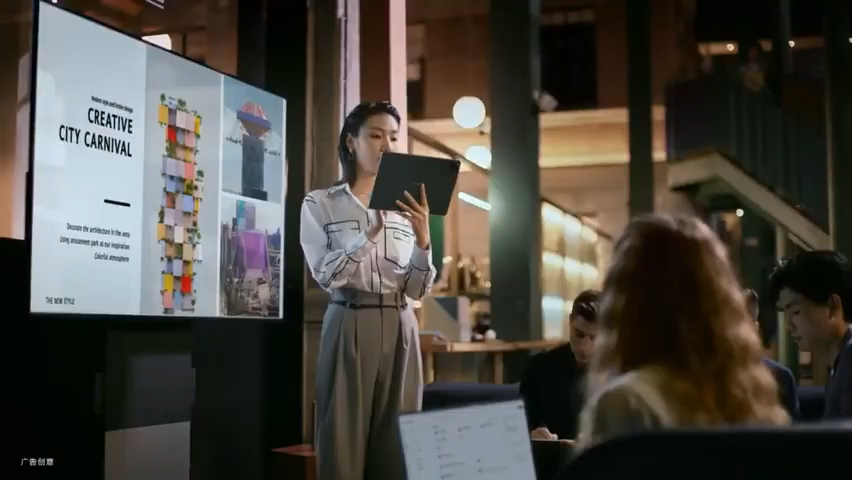 Modern style and festive design
CREATIVE
CITY CARNIVAL
Decorate the architecture in the area
Using amusement park as our inspiration
Colorful atmosphere
THE NEW STYLE
广告创意